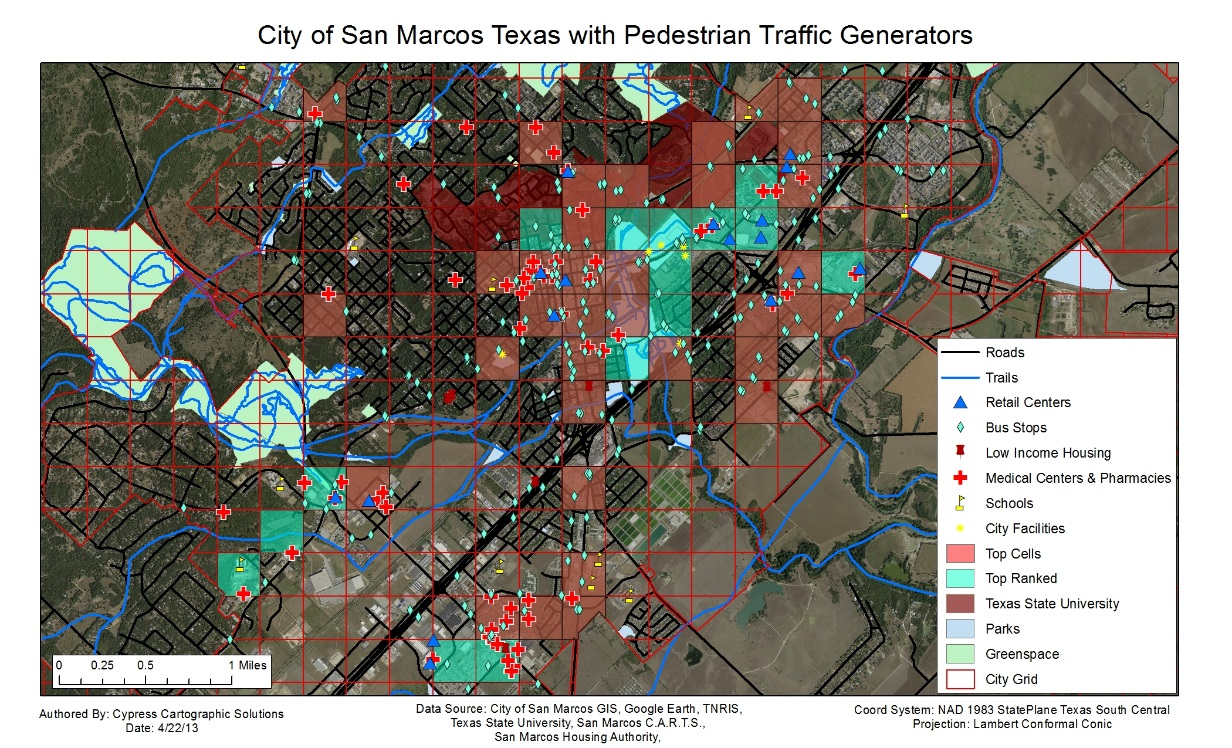 City of San Marcos Texas with Pedestrian Traffic Generators
Roads
Trails
Retail Centers
Bus Stops
Low Income Housing
Medical Centers & Pharmacies
Schools
City Facilities
Top Cells
Top Ranked
Texas State University
Parks
Greenspace
City Grid
0 0.25 0.5 1 Miles
Authored By: Cypress Cartographic Solutions
Date: 4/22/13
Data Source: City of San Marcos GIS, Google Earth, TNRIS,
Texas State University, San Marcos C.A.R.T.S.,
San Marcos Housing Authority,
Coord System: NAD 1983 StatePlane Texas South Central
Projection: Lambert Conformal Conic